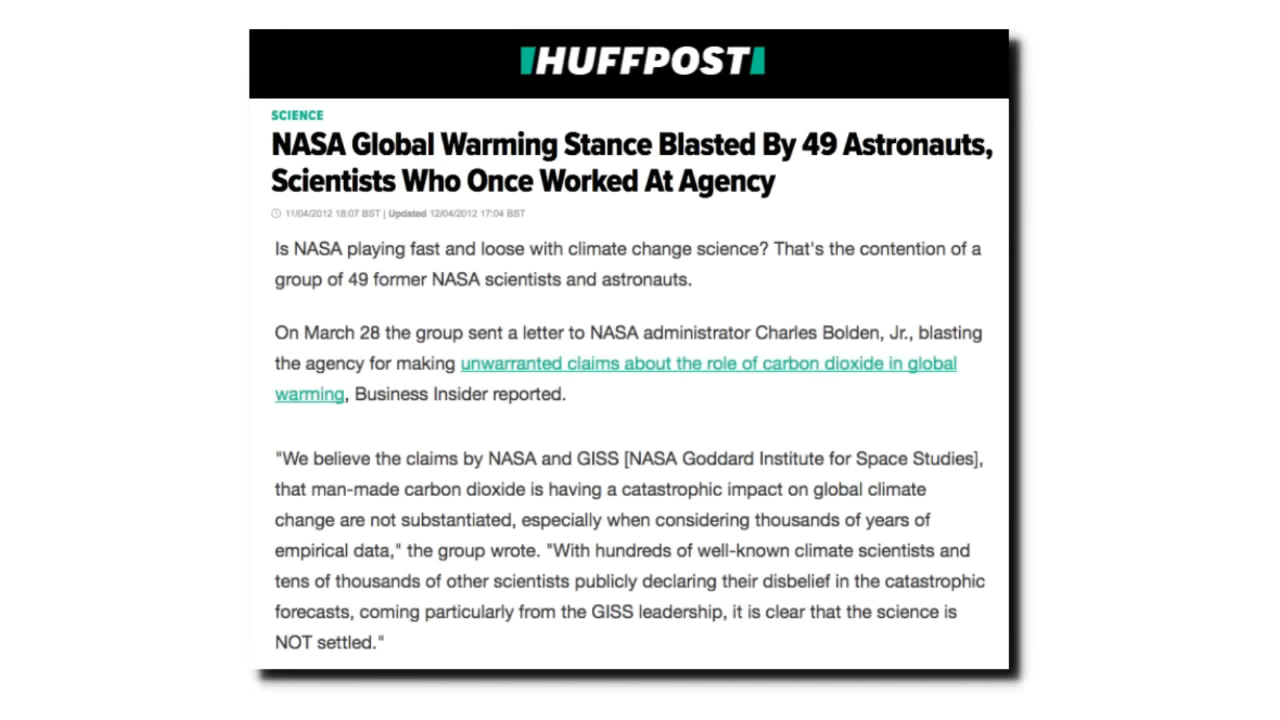 HUFFPOST
SCIENCE
NASA Global Warming Stance Blasted By 49 Astronauts,
Scientists Who Once Worked At Agency
11/04/2012 18:07 BST | Updated 12/04/2012 17:04 BST
Is NASA playing fast and loose with climate change science? That's the contention of a
group of 49 former NASA scientists and astronauts.
On March 28 the group sent a letter to NASA administrator Charles Bolden, Jr., blasting
the agency for making unwarranted claims about the role of carbon dioxide in global
warming, Business Insider reported.
"We believe the claims by NASA and GISS [NASA Goddard Institute for Space Studies],
that man-made carbon dioxide is having a catastrophic impact on global climate
change are not substantiated, especially when considering thousands of years of
empirical data," the group wrote. "With hundreds of well-known climate scientists and
tens of thousands of other scientists publicly declaring their disbelief in the catastrophic
forecasts, coming particularly from the GISS leadership, it is clear that the science is
NOT settled."